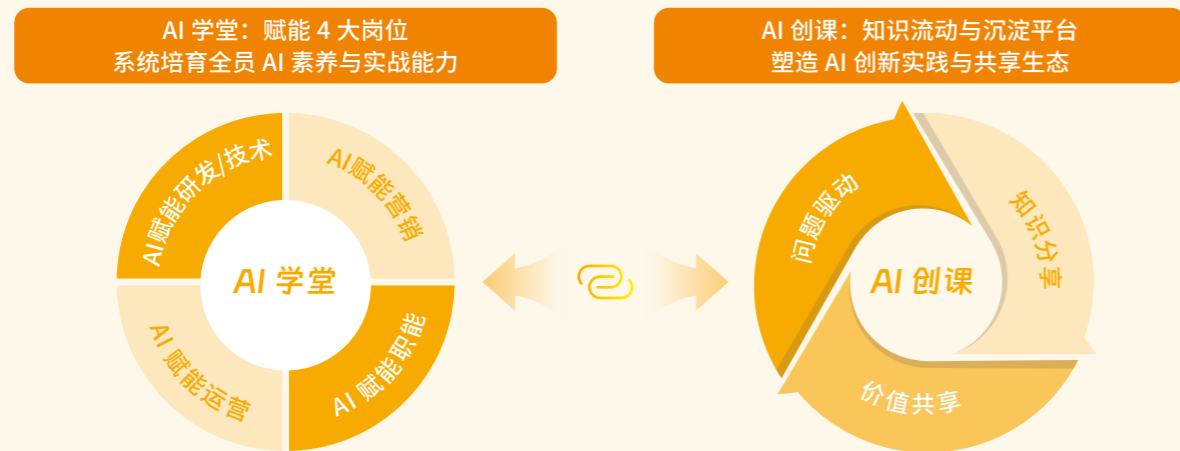 AI 学堂：赋能 4 大岗位
系统培育全员 AI 素养与实战能力
AI 创课：知识流动与沉淀平台
塑造 AI 创新实践与共享生态
AI赋能研发/技术
AI赋能营销
AI 学堂
AI 赋能运营
AI 赋能职能
问题驱动
知识分享
AI 创课
价值共享